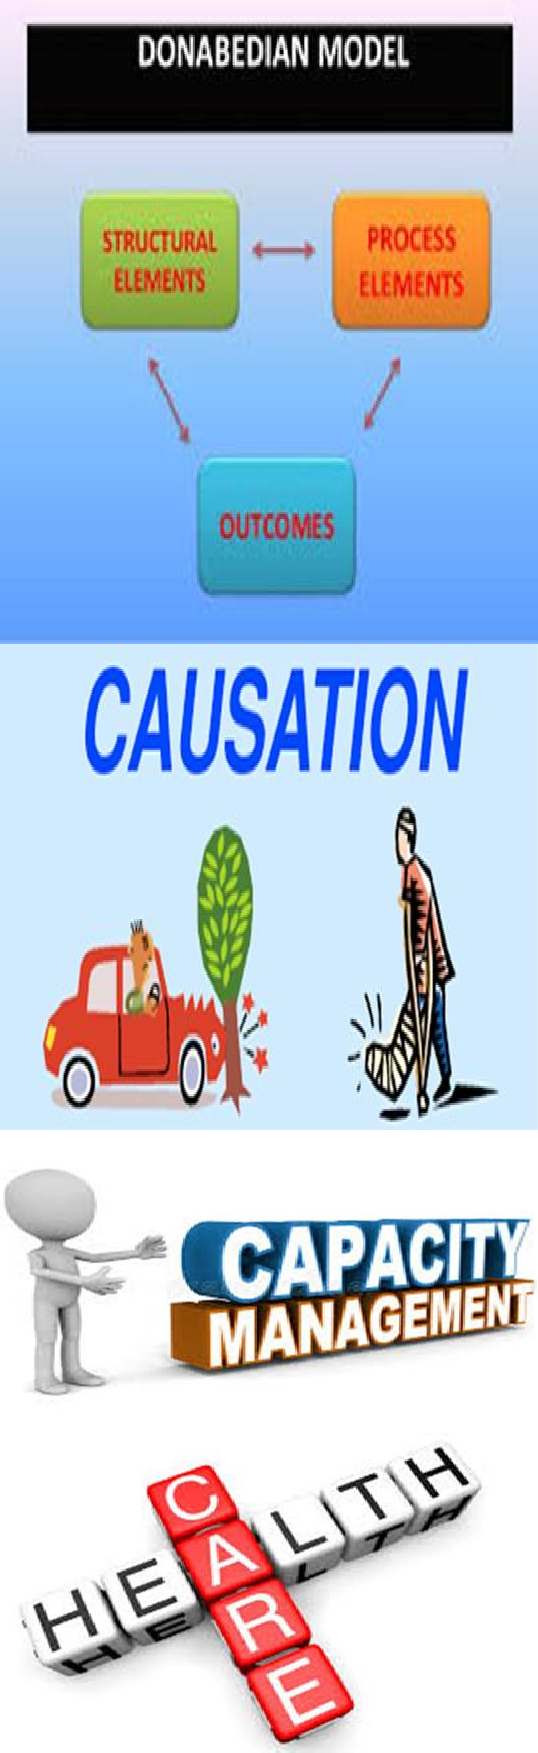 DONABEDIAN MODEL
STRUCTURAL
ELEMENTS
PROCESS
ELEMENTS
OUTCOMES
CAUSATION
CAPACITY
MANAGEMENT
HEALTH
CARE